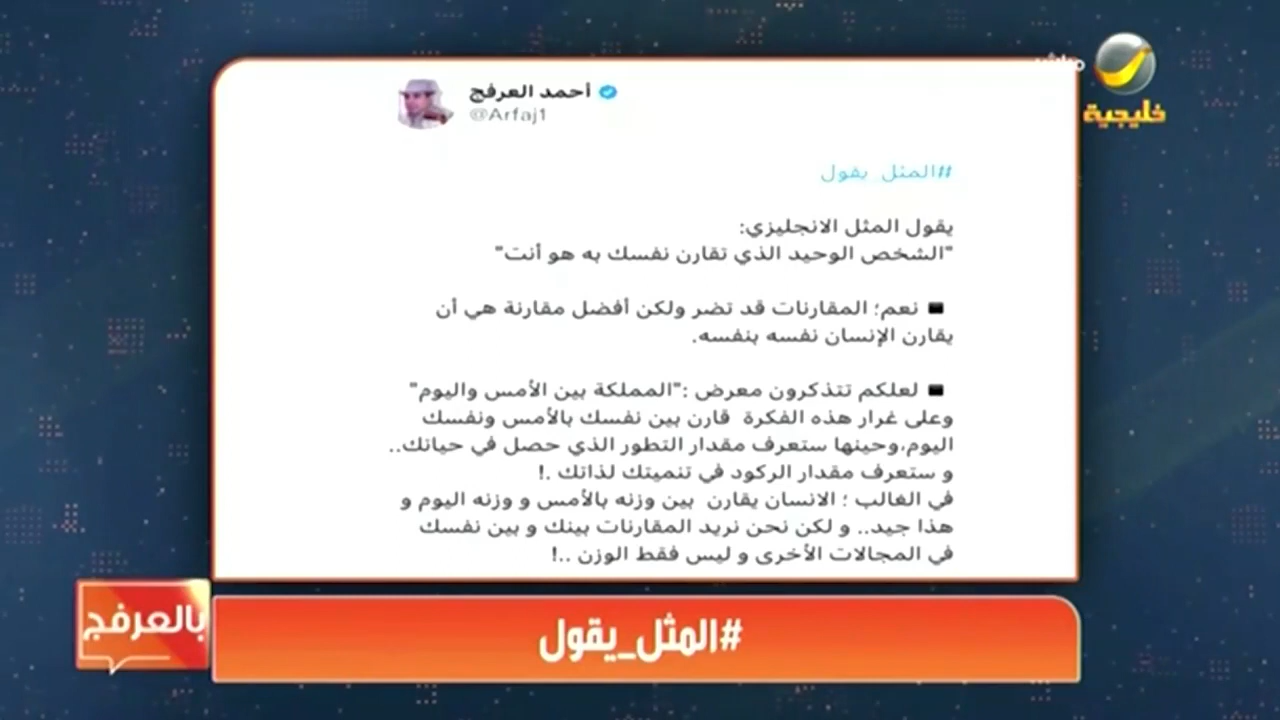 مباشر
خليجية
أحمد العرفج
@Arfaj1
#المثل_يقول
يقول المثل الانجليزي:
"الشخص الوحيد الذي تقارن نفسك به هو أنت"
نعم؛ المقارنات قد تضر ولكن أفضل مقارنة هي أن
يقارن الإنسان نفسه بنفسه.
لعلكم تتذكرون معرض :"المملكة بين الأمس واليوم"
وعلى غرار هذه الفكرة قارن بين نفسك بالأمس ونفسك
اليوم،وحينها ستعرف مقدار التطور الذي حصل في حياتك..
و ستعرف مقدار الركود في تنميتك لذاتك .!
في الغالب ؛ الانسان يقارن بين وزنه بالأمس و وزنه اليوم و
هذا جيد.. و لكن نحن نريد المقارنات بينك و بين نفسك
في المجالات الأخرى و ليس فقط الوزن ..!
#المثل_يقول
بالعرفج